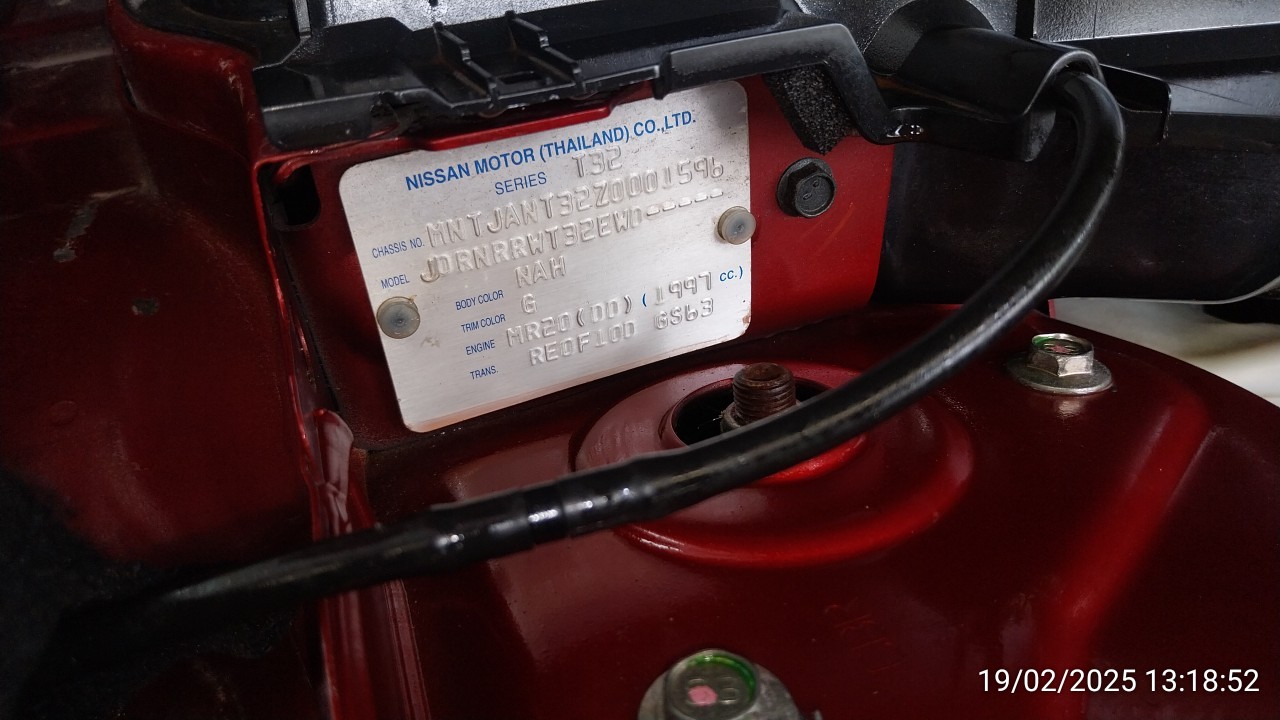 NISSAN MOTOR (THAILAND) CO.,LTD.
SERIES T32
CHASSIS NO. MNTJANT32Z0001596
MODEL JDRNRRWT32EWU-----
BODY COLOR NAH
TRIM COLOR G
ENGINE MR20(DD) (1997 cc.)
TRANS. RE0F10D GS63
19/02/2025 13:18:52